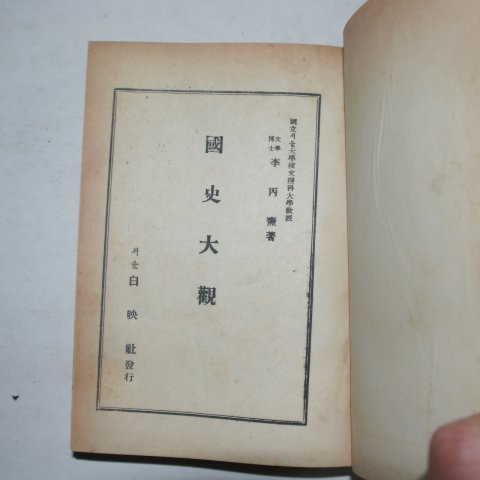 國立서울大學校文理科大學敎授
文學博士 李丙燾著
國史大觀
서울 白映社發行